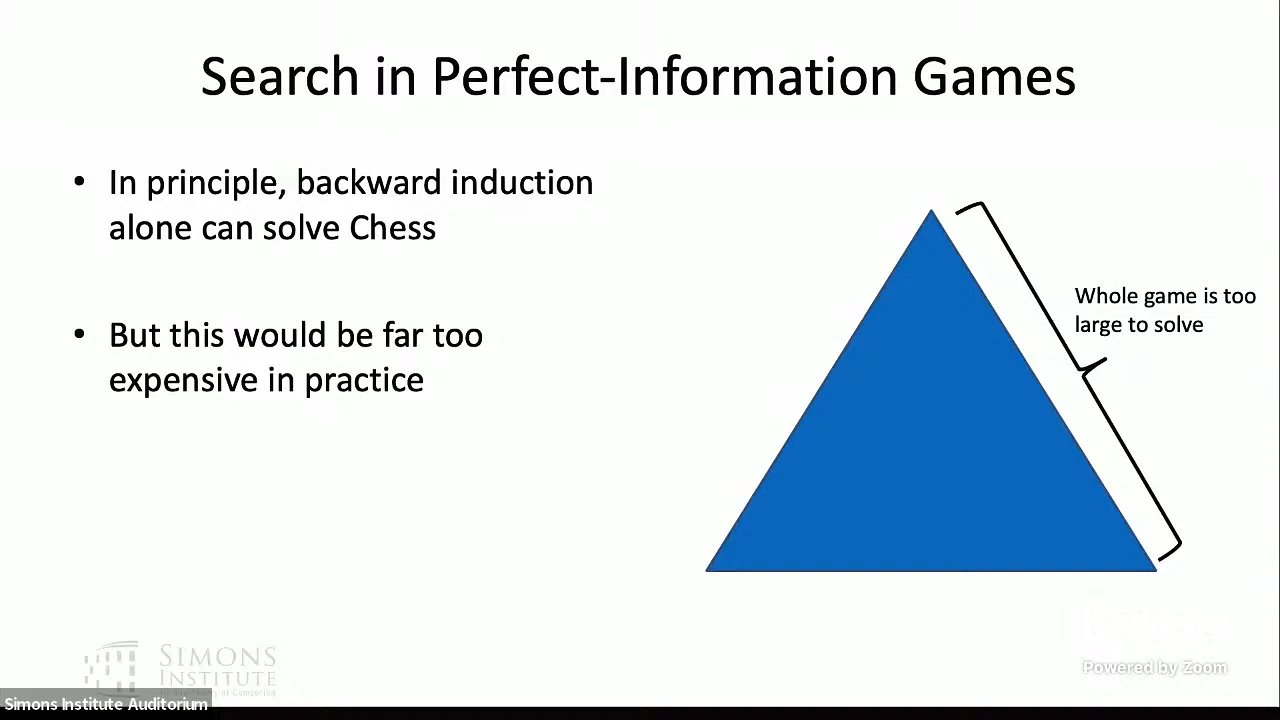 Search in Perfect-Information Games
• In principle, backward induction
alone can solve Chess
• But this would be far too
expensive in practice
Whole game is too
large to solve
SIMONS
INSTITUTE
Powered by Zoom
Simons Institute Auditorium